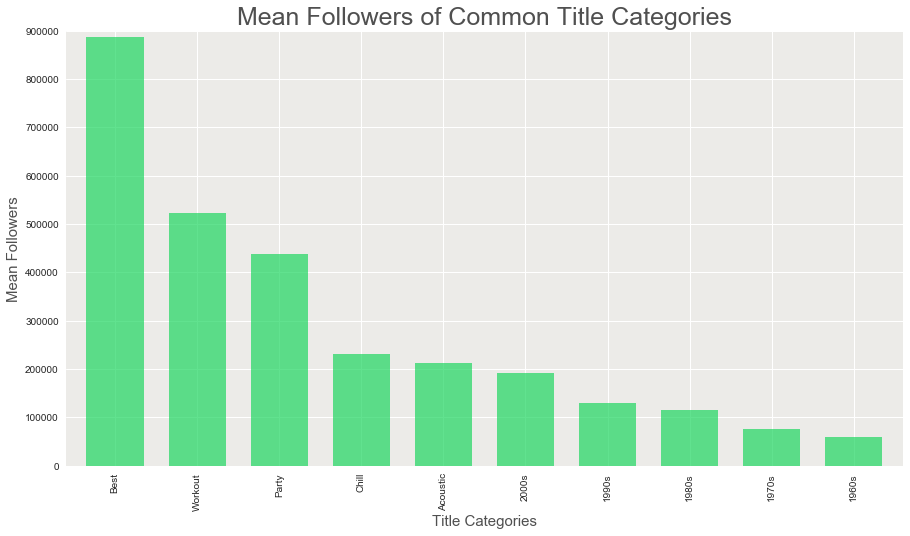 Mean Followers of Common Title Categories
Mean Followers
900000
800000
700000
600000
500000
400000
300000
200000
100000
0
Best
Workout
Party
Chill
Acoustic
2000s
1990s
1980s
1970s
1960s
Title Categories